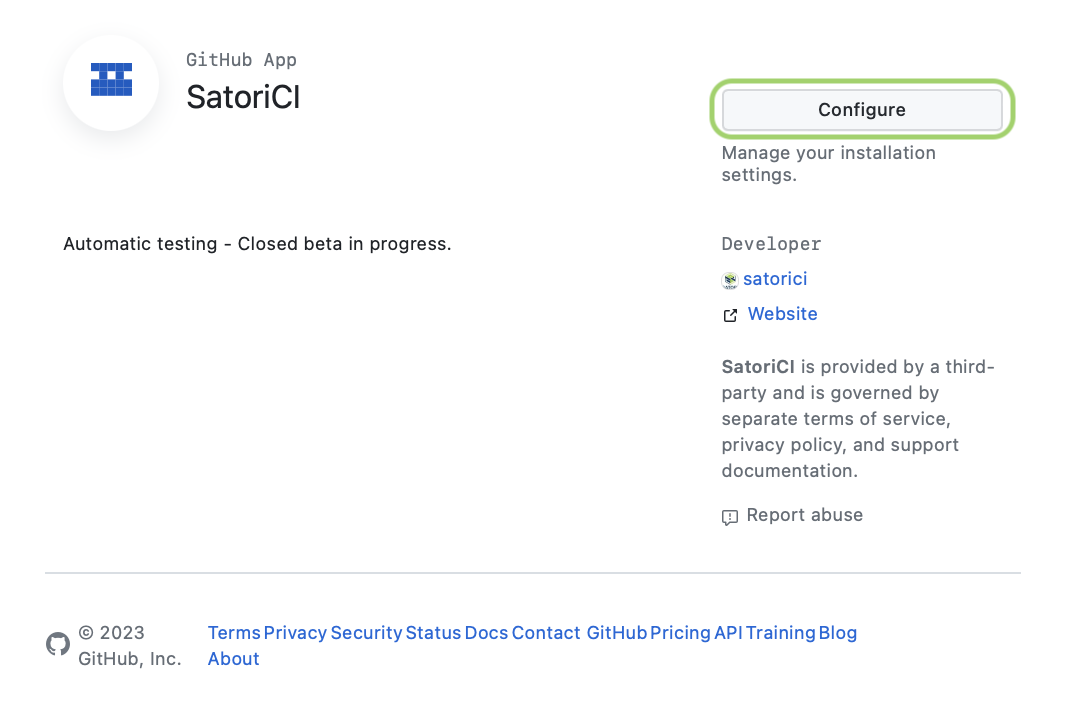 GitHub App
SatoriCI
Configure
Manage your installation
settings.
Automatic testing - Closed beta in progress.
Developer
satorici
Website
SatoriCI is provided by a third-
party and is governed by
separate terms of service,
privacy policy, and support
documentation.
Report abuse
© 2023
GitHub, Inc.
Terms Privacy Security Status Docs Contact GitHub Pricing API Training Blog
About